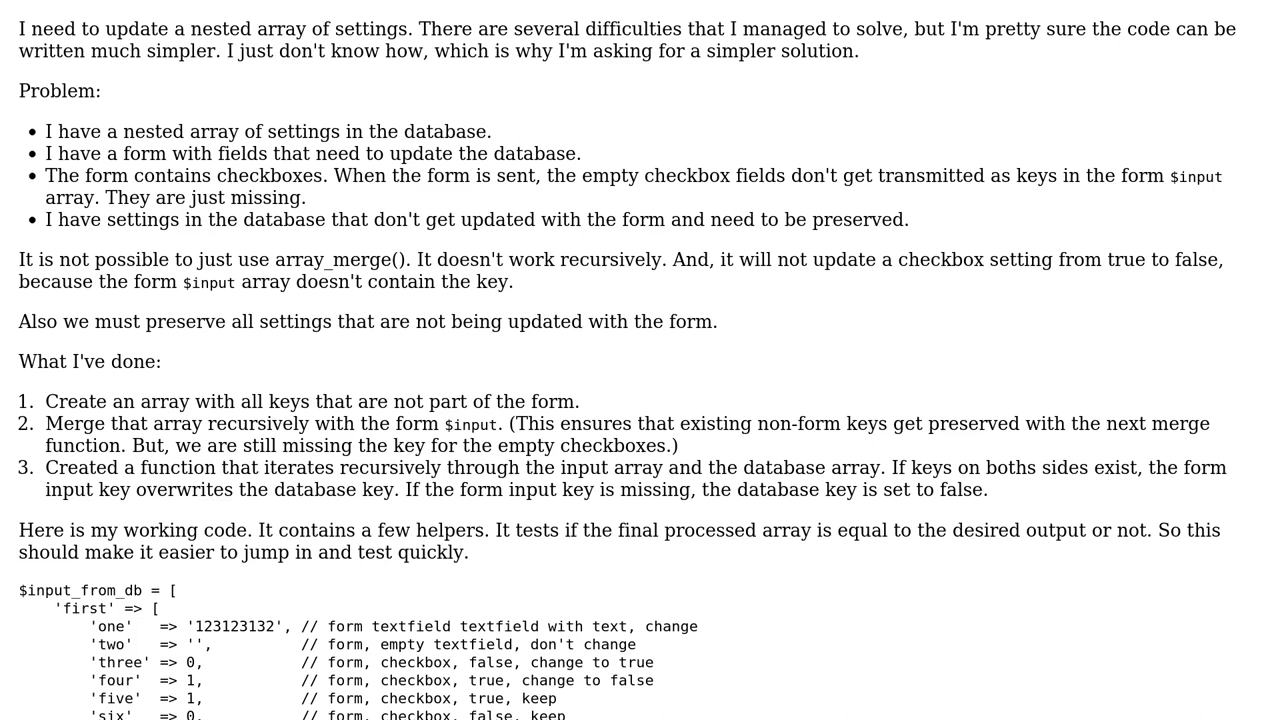 I need to update a nested array of settings. There are several difficulties that I managed to solve, but I'm pretty sure the code can be
written much simpler. I just don't know how, which is why I'm asking for a simpler solution.
Problem:
• I have a nested array of settings in the database.
• I have a form with fields that need to update the database.
• The form contains checkboxes. When the form is sent, the empty checkbox fields don't get transmitted as keys in the form $input
array. They are just missing.
• I have settings in the database that don't get updated with the form and need to be preserved.
It is not possible to just use array_merge(). It doesn't work recursively. And, it will not update a checkbox setting from true to false,
because the form $input array doesn't contain the key.
Also we must preserve all settings that are not being updated with the form.
What I've done:
1. Create an array with all keys that are not part of the form.
2. Merge that array recursively with the form $input. (This ensures that existing non-form keys get preserved with the next merge
function. But, we are still missing the key for the empty checkboxes.)
3. Created a function that iterates recursively through the input array and the database array. If keys on boths sides exist, the form
input key overwrites the database key. If the form input key is missing, the database key is set to false.
Here is my working code. It contains a few helpers. It tests if the final processed array is equal to the desired output or not. So this
should make it easier to jump in and test quickly.
$input_from_db = [
    'first' => [
        'one'   => '123123132', // form textfield textfield with text, change
        'two'   => '',          // form, empty textfield, don't change
        'three' => 0,           // form, checkbox, false, change to true
        'four'  => 1,           // form, checkbox, true, change to false
        'five'  => 1,           // form, checkbox, true, keep
        'six'   => 0,           // form, checkbox, false, keep